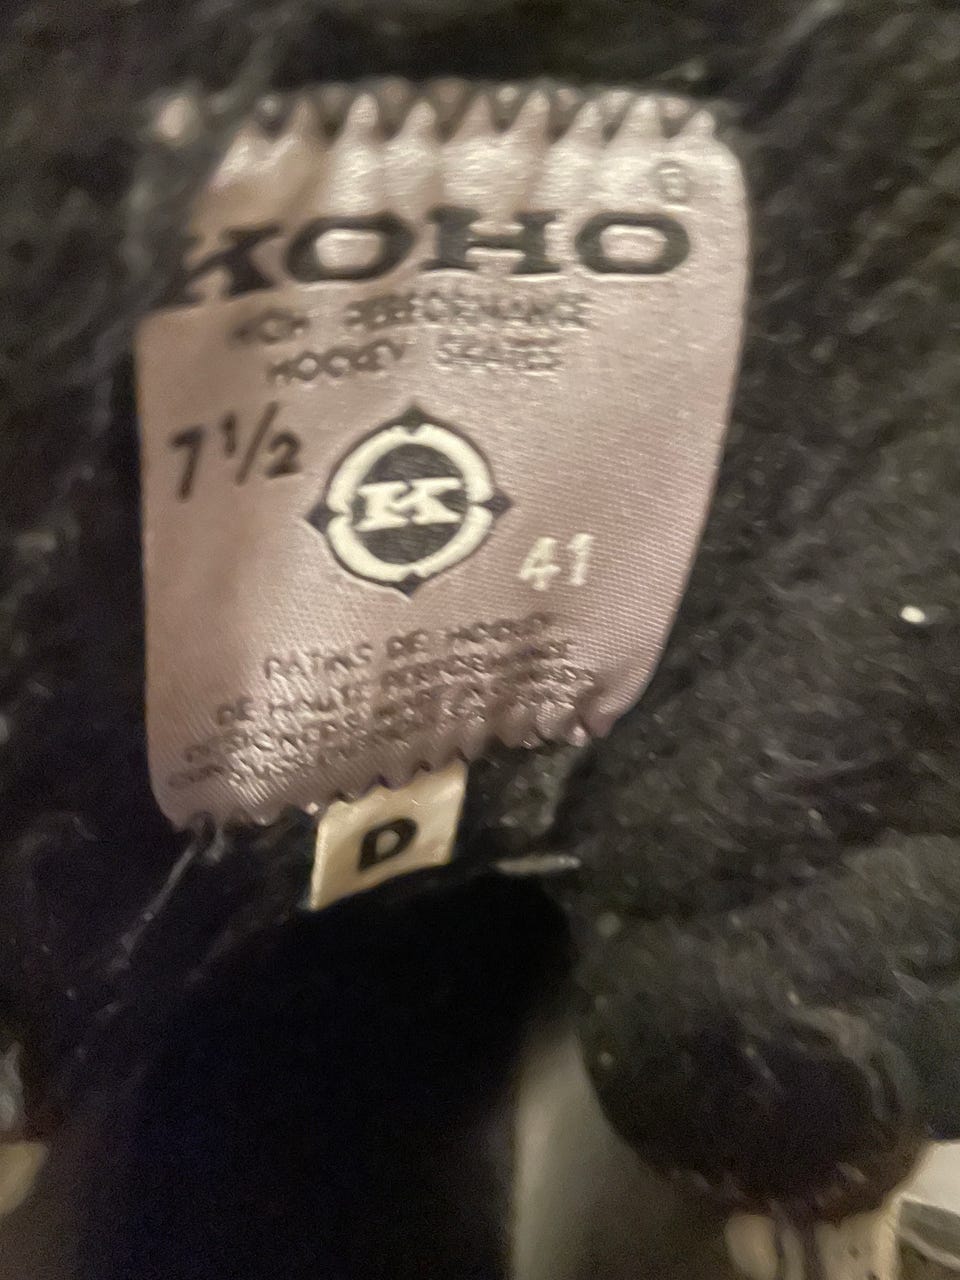 ®
KOHO
HIGH PERFORMANCE
HOCKEY SKATES
7 1/2
K
41
PATINS DE HOCKEY
DE HAUTE PERFORMANCE
D